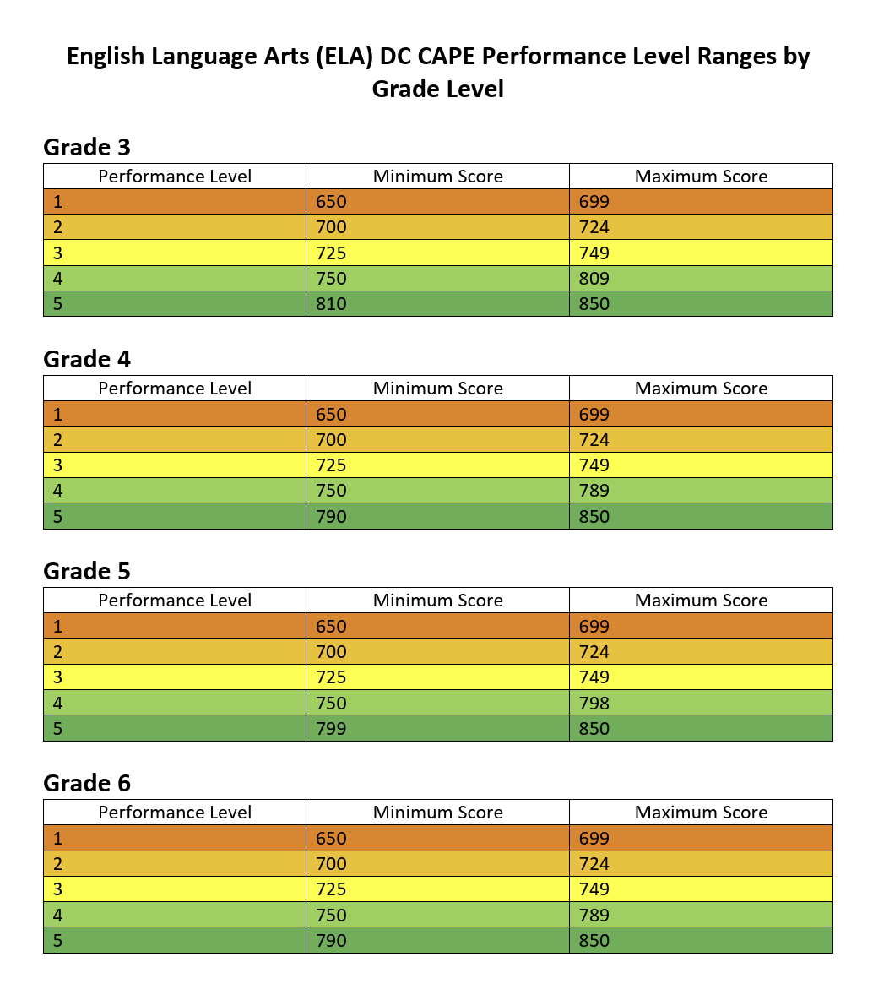 English Language Arts (ELA) DC CAPE Performance Level Ranges by
Grade Level
Grade 3
Performance Level Minimum Score Maximum Score
1 650 699
2 700 724
3 725 749
4 750 809
5 810 850
Grade 4
Performance Level Minimum Score Maximum Score
1 650 699
2 700 724
3 725 749
4 750 789
5 790 850
Grade 5
Performance Level Minimum Score Maximum Score
1 650 699
2 700 724
3 725 749
4 750 798
5 799 850
Grade 6
Performance Level Minimum Score Maximum Score
1 650 699
2 700 724
3 725 749
4 750 789
5 790 850